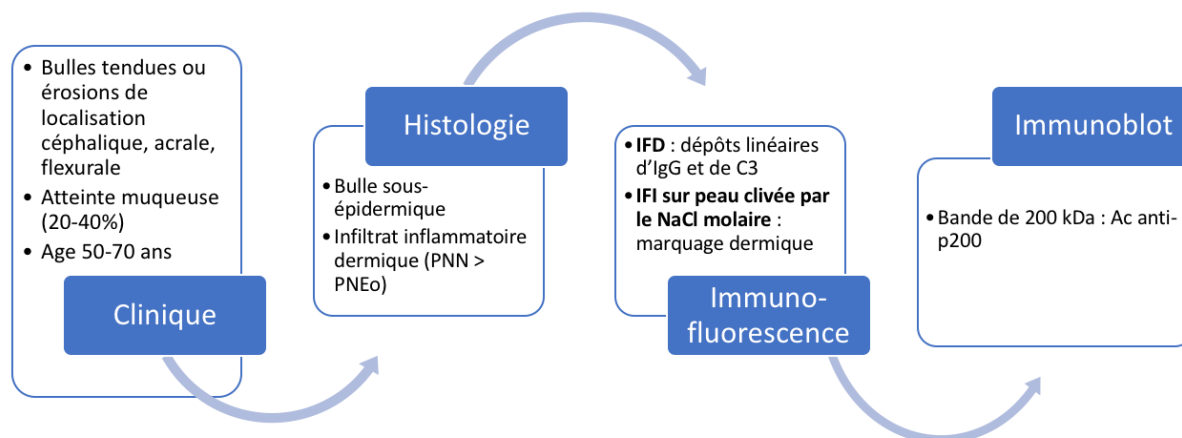 • Bulles tendues ou
érosions de
localisation
céphalique, acrale,
flexurale
• Atteinte muqueuse
(20-40%)
• Age 50-70 ans
Clinique
Histologie
• Bulle sous-
épidermique
• Infiltrat inflammatoire
dermique (PNN >
PNEo)
• IFD : dépôts linéaires
d'IgG et de C3
• IFI sur peau clivée par
le NaCl molaire :
marquage dermique
Immuno-
fluorescence
Immunoblot
• Bande de 200 kDa : Ac anti-
p200